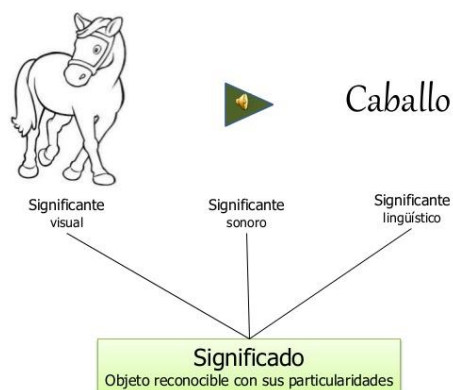 Caballo
Significante
visual
Significante
sonoro
Significante
lingüístico
Significado
Objeto reconocible con sus particularidades